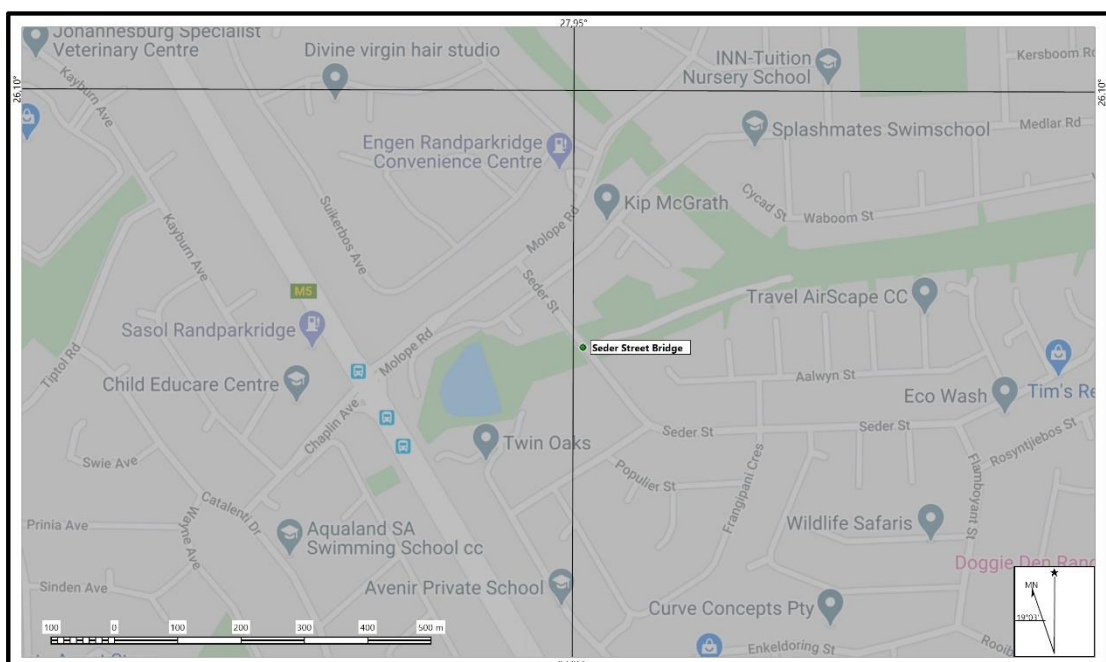 27.95°
Johannesburg Specialist
Veterinary Centre
Divine virgin hair studio
INN-Tuition
Nursery School
Kersboom Rd
26.10°
26.10°
Kayburn Ave
Engen Randparkridge
Convenience Centre
Splashmates Swimschool
Medlar Rd
Suikerbos Ave
Kip McGrath
Cycad St
Waboom St
Kayburn Ave
Molope Rd
Seder St
M5
Travel AirScape CC
Sasol Randparkridge
Molope Rd
Seder Street Bridge
Tiptol Rd
Child Educare Centre
Aalwyn St
Eco Wash
Tim's Re
Chaplin Ave
Twin Oaks
Seder St
Seder St
Rosyntjiebos St
Swie Ave
Populier St
Frangipani Cres
Flamboyant St
Catalenti Dr
Prinia Ave
Wayne Ave
Aqualand SA
Swimming School cc
Wildlife Safaris
Doggie Den Rand
Sinden Ave
Avenir Private School
MN
19°03'
Curve Concepts Pty
100 0 100 200 300 400 500 m
Enkeldoring St
Rooib